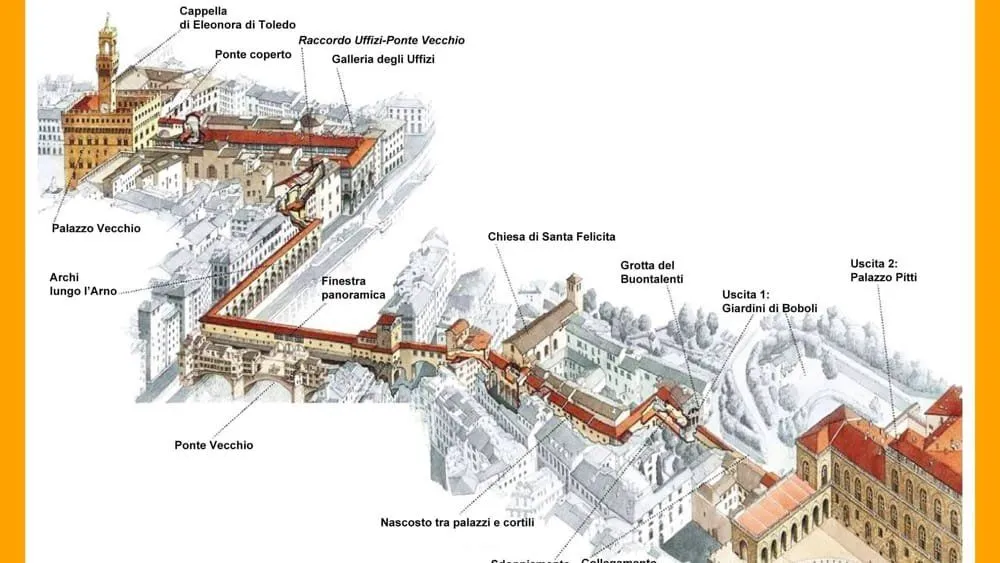 Cappella
di Eleonora di Toledo
Raccordo Uffizi-Ponte Vecchio
Ponte coperto
Galleria degli Uffizi
Palazzo Vecchio
Chiesa di Santa Felicita
Archi
lungo l'Arno
Finestra
panoramica
Grotta del
Buontalenti
Uscita 1:
Giardini di Boboli
Uscita 2:
Palazzo Pitti
Ponte Vecchio
Nascosto tra palazzi e cortili
Sdoppiamento
Collegamento